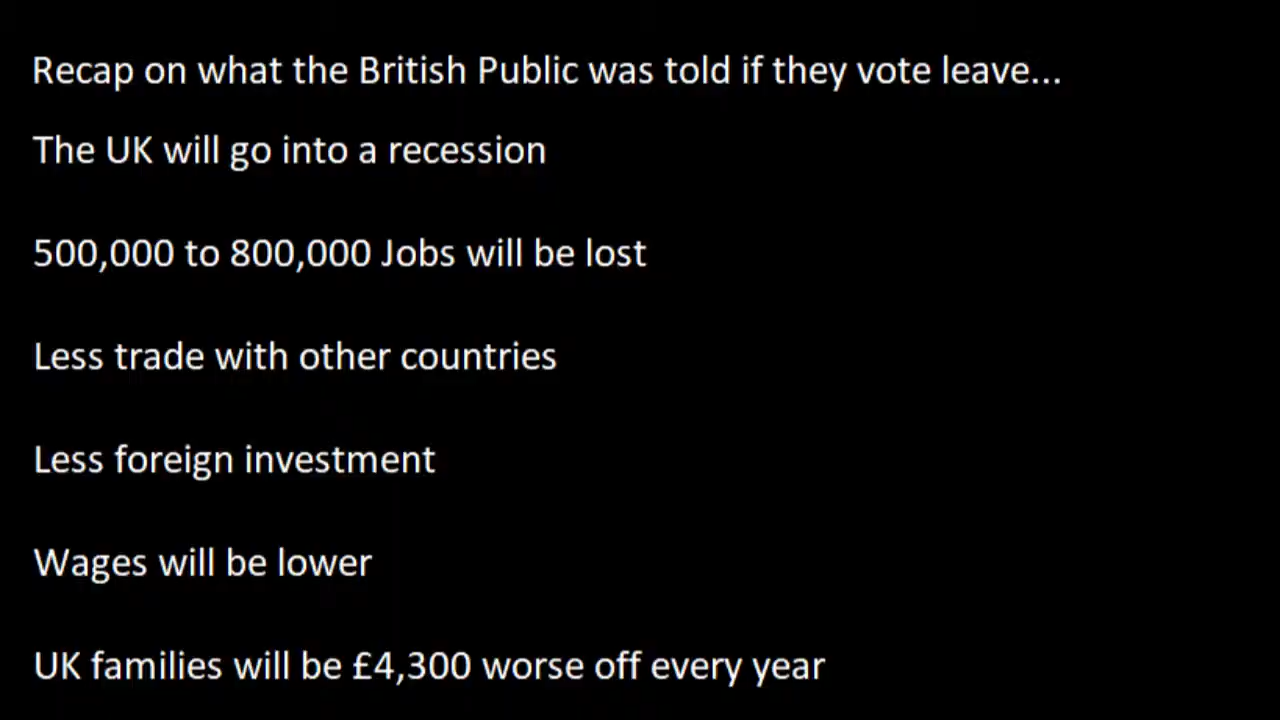 Recap on what the British Public was told if they vote leave...
The UK will go into a recession
500,000 to 800,000 Jobs will be lost
Less trade with other countries
Less foreign investment
Wages will be lower
UK families will be £4,300 worse off every year